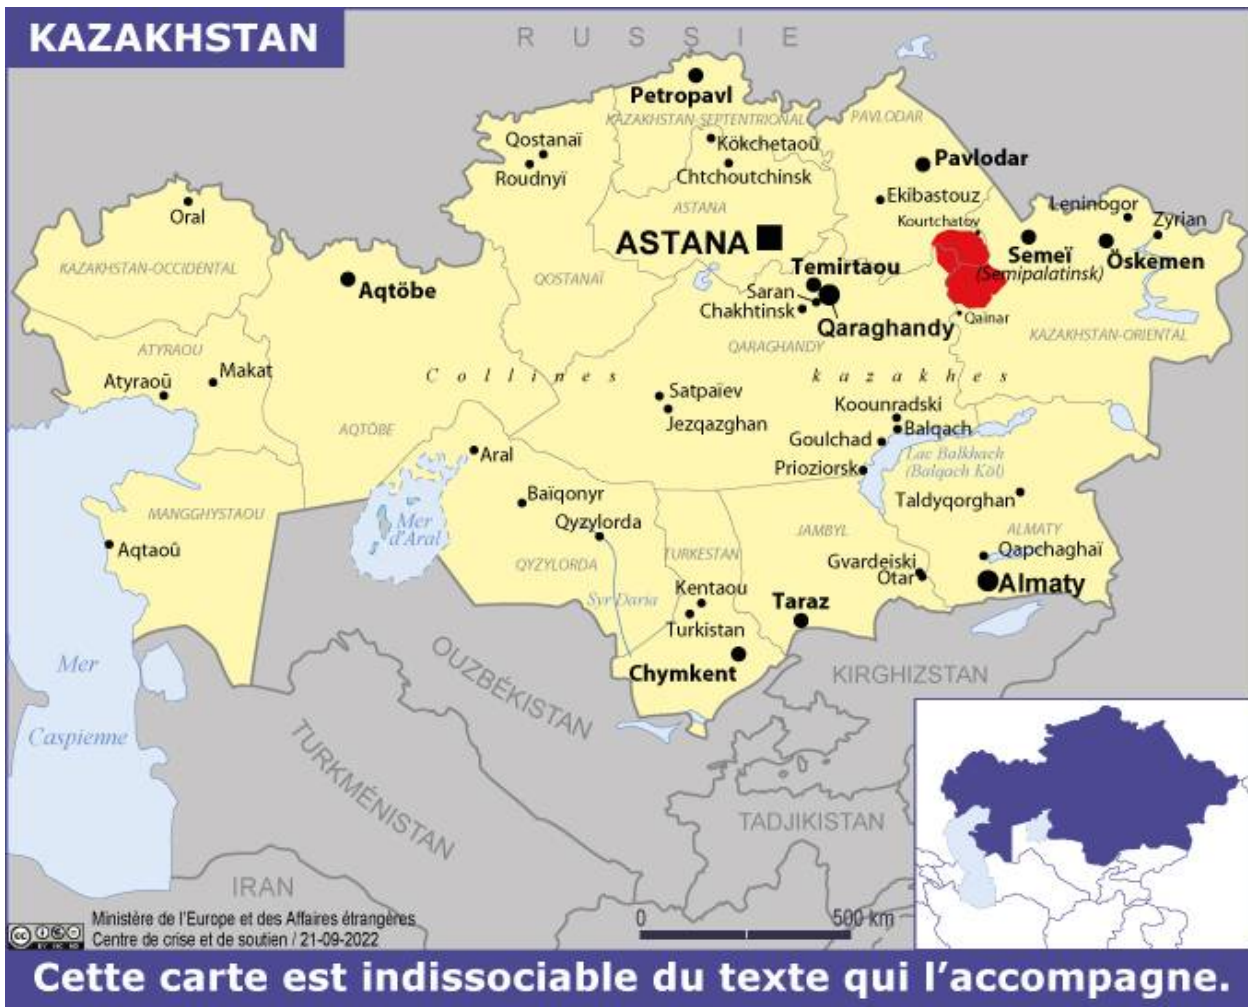 KAZAKHSTAN
RUSSIE
Petropavl
KAZAKHSTAN-SEPTENTRIONAL
PAVLODAR
Qostanaï
Kökchetaoū
Roudnyï
Chtchoutchinsk
Pavlodar
Ekibastouz
Leninogor
Oral
ASTANA
Kourtchatov
Zyrian
ASTANA
Semeï
(Semipalatinsk)
Öskemen
KAZAKHSTAN-OCCIDENTAL
Aqtöbe
QOSTANAÏ
Temirtaou
Saran
Chakhtinsk
Qaraghandy
Qainar
KAZAKHSTAN-ORIENTAL
ATYRAOU
QARAGHANDY
Atyraoū
Makat
Collines kazakhes
Satpaïev
Jezqazghan
Koounradski
Balqach
AQTÖBE
Goulchad
Aral
Lac Balkhach
(Balqach Köl)
Prioziorsk
Baïqonyr
Taldyqorghan
MANGGHYSTAOU
Mer
d'Aral
Qyzylorda
JAMBYL
ALMATY
Aqtaoū
QYZYLORDA
TURKESTAN
Gvardeiski
Otar
Qapchaghaï
Kentaou
Almaty
Syr Daria
Turkistan
Taraz
Chymkent
Mer
Caspienne
OUZBÉKISTAN
KIRGHIZSTAN
TURKMÉNISTAN
TADJIKISTAN
IRAN
0 500 km
Ministère de l'Europe et des Affaires étrangères
Centre de crise et de soutien / 21-09-2022
Cette carte est indissociable du texte qui l'accompagne.